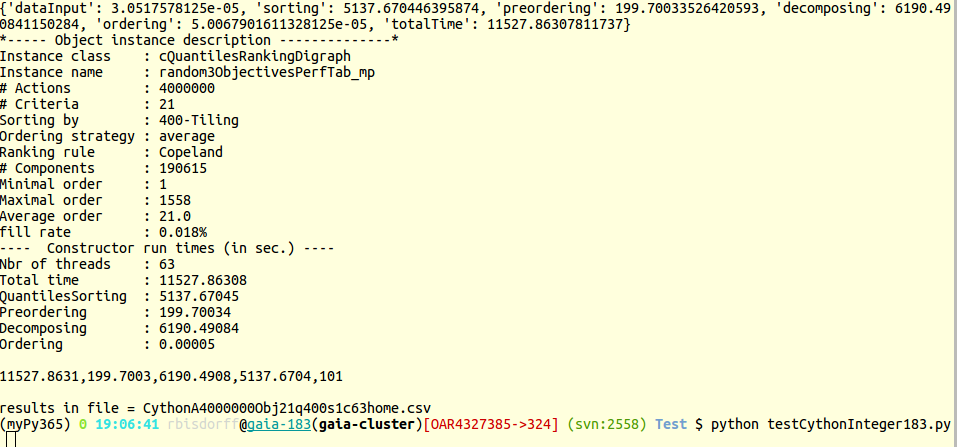 {'dataInput': 3.0517578125e-05, 'sorting': 5137.670446395874, 'preordering': 199.70033526420593, 'decomposing': 6190.49
0841150284, 'ordering': 5.0067901611328125e-05, 'totalTime': 11527.86307811737}
*----- Object instance description --------------*
Instance class    : cQuantilesRankingDigraph
Instance name     : random3ObjectivesPerfTab_mp
# Actions         : 4000000
# Criteria        : 21
Sorting by        : 400-Tiling
Ordering strategy : average
Ranking rule      : Copeland
# Components      : 190615
Minimal order     : 1
Maximal order     : 1558
Average order     : 21.0
fill rate         : 0.018%
----  Constructor run times (in sec.) ----
Nbr of threads    : 63
Total time        : 11527.86308
QuantilesSorting  : 5137.67045
Preordering       : 199.70034
Decomposing       : 6190.49084
Ordering          : 0.00005
11527.8631,199.7003,6190.4908,5137.6704,101
results in file = CythonA4000000Obj21q400s1c63home.csv
(myPy365) 0 19:06:41 rbisdorff@gaia-183(gaia-cluster)[OAR4327385->324] (svn:2558) Test $ python testCythonInteger183.py